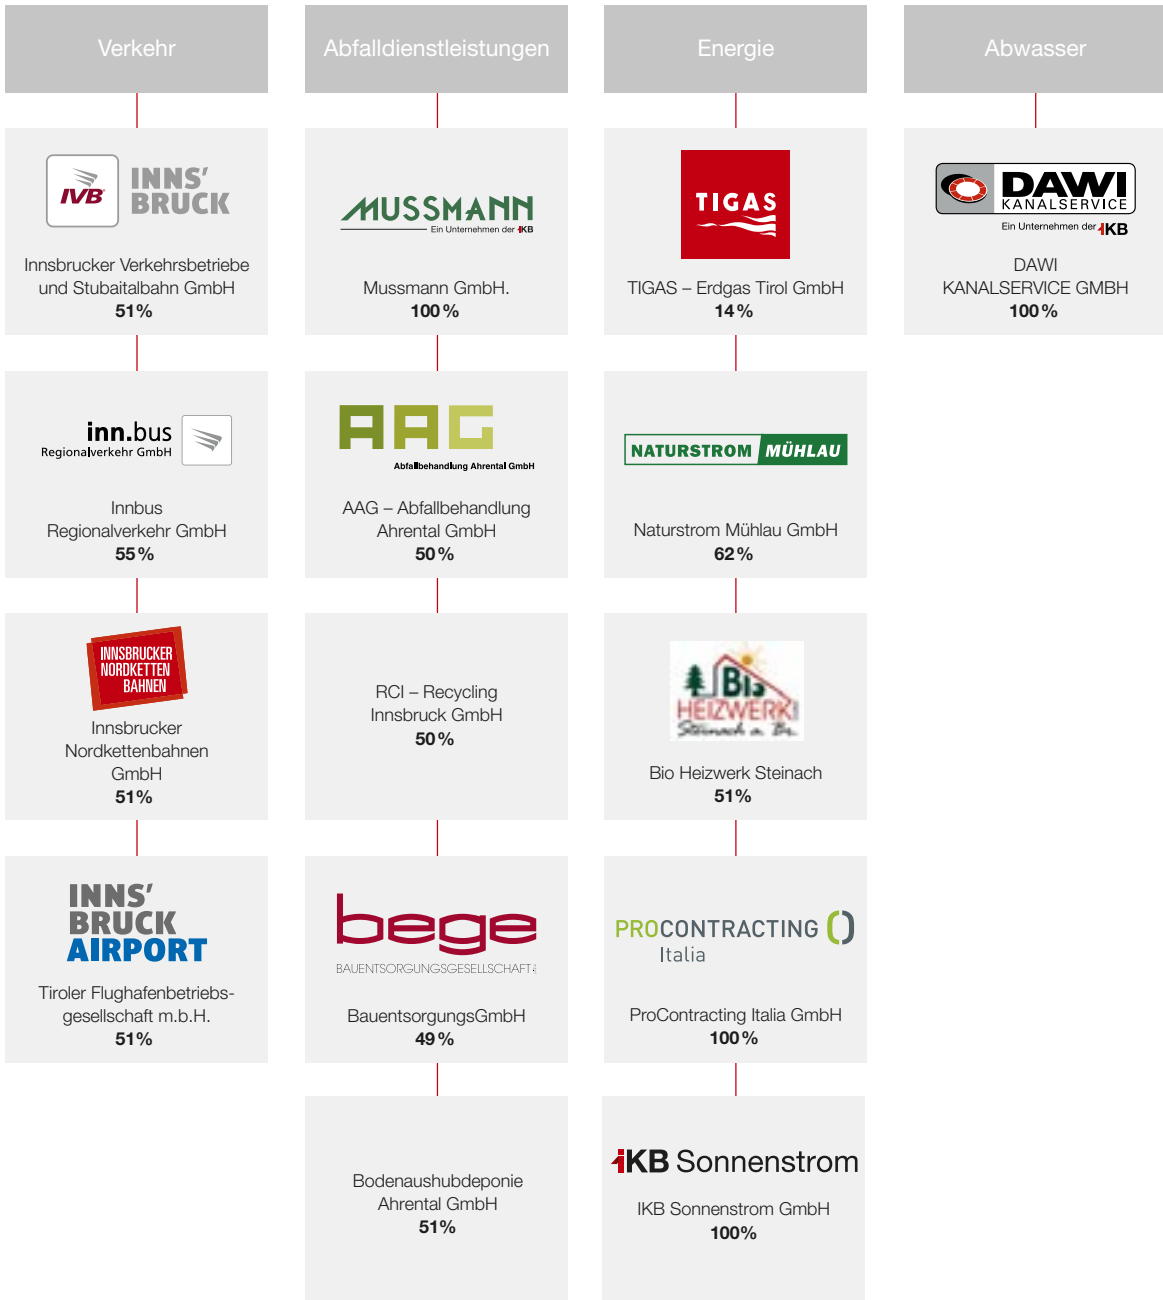 Verkehr
Abfalldienstleistungen
Energie
Abwasser
IVB
INNS'
BRUCK
Innsbrucker Verkehrsbetriebe
und Stubaitalbahn GmbH
51%
inn.bus
Regionalverkehr GmbH
Innbus
Regionalverkehr GmbH
55%
INNSBRUCKER
NORDKETTEN
BAHNEN
Innsbrucker
Nordkettenbahnen
GmbH
51%
INNS'
BRUCK
AIRPORT
Tiroler Flughafenbetriebs-
gesellschaft m.b.H.
51%
MUSSMANN
Ein Unternehmen der IKB
Mussmann GmbH.
100%
AAG
Abfallbehandlung Ahrental GmbH
AAG – Abfallbehandlung
Ahrental GmbH
50%
RCI – Recycling
Innsbruck GmbH
50%
bege
BAUENTSORGUNGSGESELLSCHAFT
BauentsorgungsGmbH
49%
Bodenaushubdeponie
Ahrental GmbH
51%
TIGAS
TIGAS – Erdgas Tirol GmbH
14%
NATURSTROM MÜHLAU
Naturstrom Mühlau GmbH
62%
Bio
HEIZWERK
Steinach a. Br.
Bio Heizwerk Steinach
51%
PROCONTRACTING
Italia
ProContracting Italia GmbH
100%
IKB Sonnenstrom
IKB Sonnenstrom GmbH
100%
DAWI
KANALSERVICE
Ein Unternehmen der IKB
DAWI
KANALSERVICE GMBH
100%